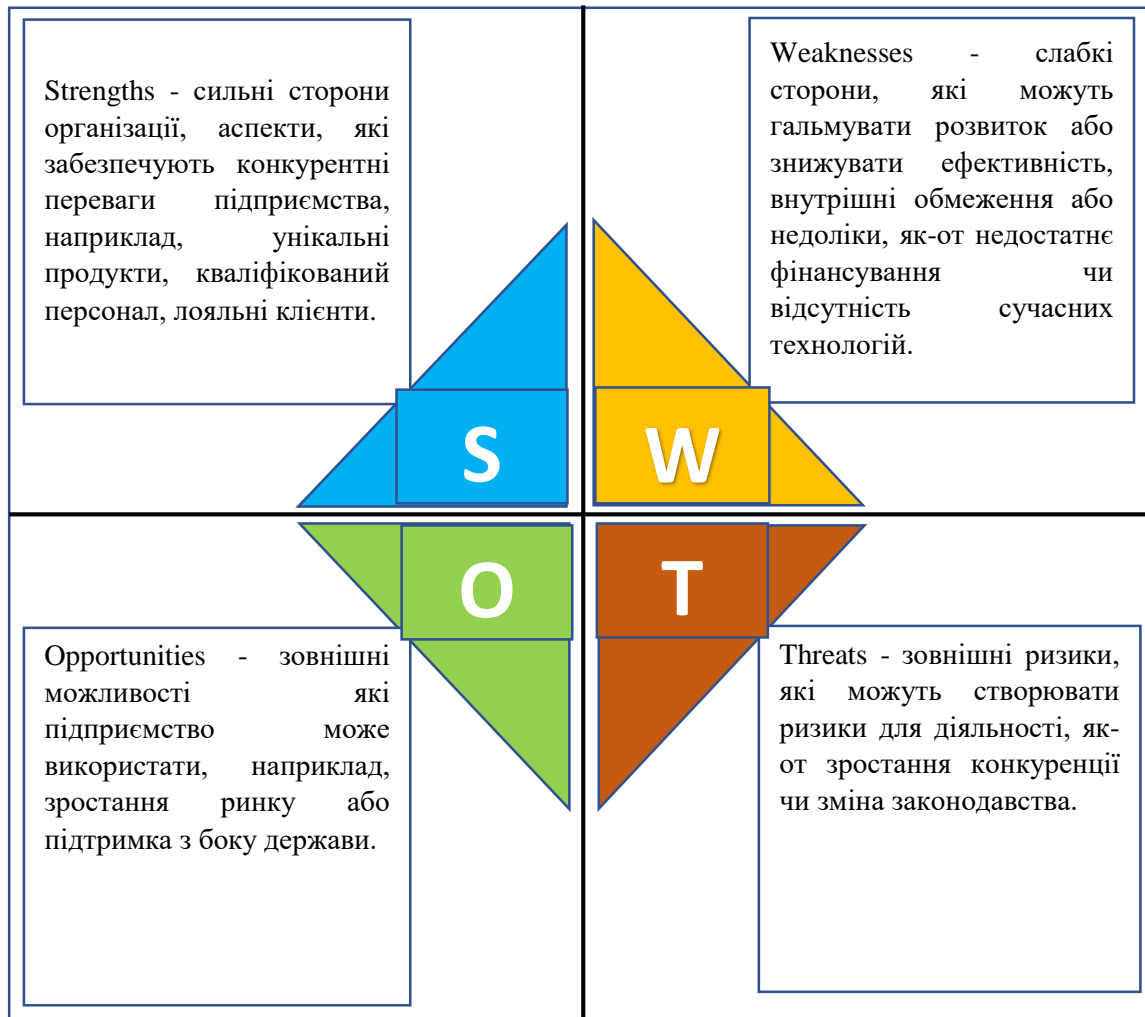 Strengths - сильні сторони
організації, аспекти, які
забезпечують конкурентні
переваги підприємства,
наприклад, унікальні
продукти, кваліфікований
персонал, лояльні клієнти.
Weaknesses - слабкі
сторони, які можуть
гальмувати розвиток або
знижувати ефективність,
внутрішні обмеження або
недоліки, як-от недостатнє
фінансування чи
відсутність сучасних
технологій.
S
W
O
T
Opportunities - зовнішні
можливості які
підприємство може
використати, наприклад,
зростання ринку або
підтримка з боку держави.
Threats - зовнішні ризики,
які можуть створювати
ризики для діяльності, як-
от зростання конкуренції
чи зміна законодавства.